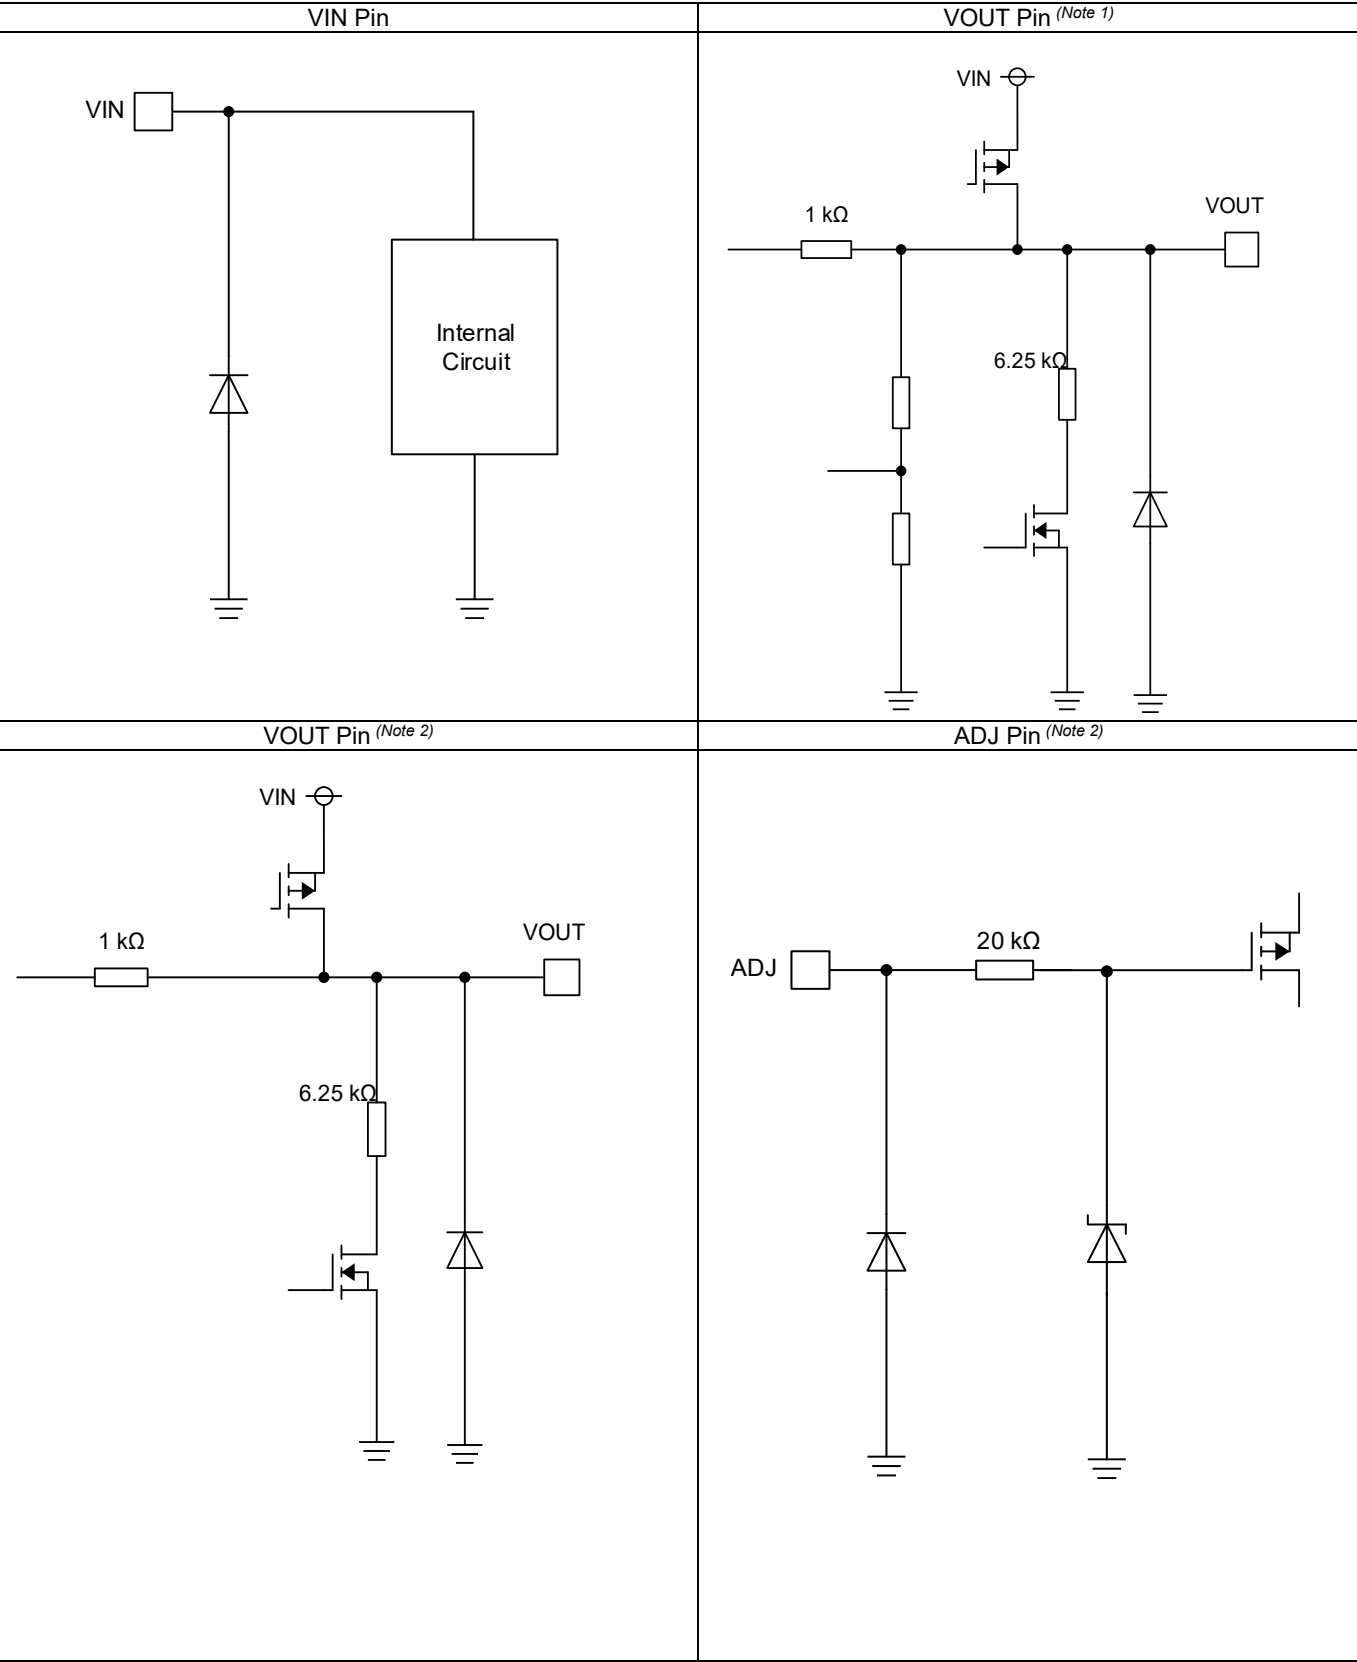 VIN Pin
VOUT Pin (Note 1)
VIN
Internal
Circuit
VIN
1 kΩ
VOUT
6.25 kΩ
VOUT Pin (Note 2)
ADJ Pin (Note 2)
VIN
1 kΩ
VOUT
6.25 kΩ
ADJ
20 kΩ